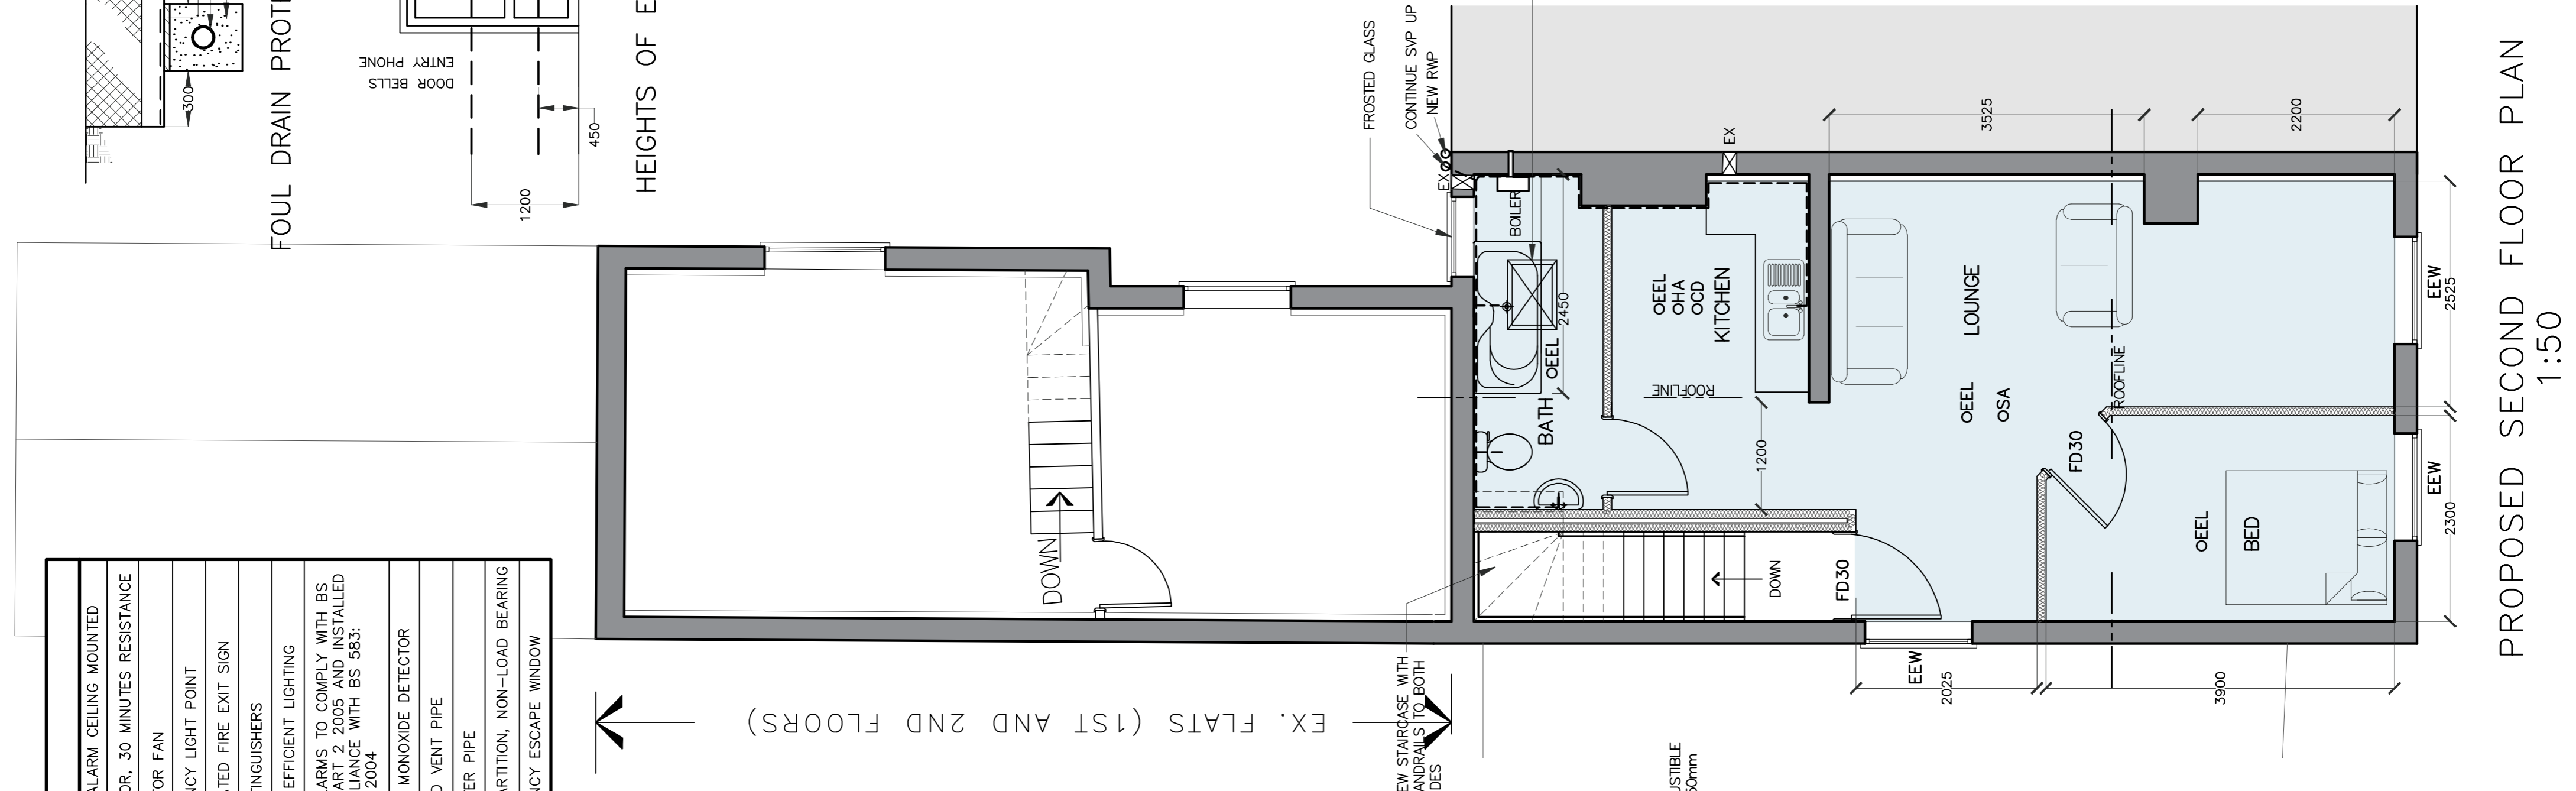 300
FOUL DRAIN PROT
DOOR BELLS
ENTRY PHONE
1200
450
HEIGHTS OF E
ALARM CEILING MOUNTED
OR, 30 MINUTES RESISTANCE
TOR FAN
NCY LIGHT POINT
ATED FIRE EXIT SIGN
TINGUISHERS
EFFICIENT LIGHTING
ARMS TO COMPLY WITH BS
ART 2 2005 AND INSTALLED
LIANCE WITH BS 583:
2004
MONOXIDE DETECTOR
D VENT PIPE
ER PIPE
ARTITION, NON-LOAD BEARING
NCY ESCAPE WINDOW
DOWN
EX. FLATS (1ST AND 2ND FLOORS)
FROSTED GLASS
CONTINUE SVP UP
NEW RWP
EX
BOILER
2450
OEEL
BATH
EX
OEEL
OHA
OCD
KITCHEN
ROOFLINE
1200
DOWN
FD30
EW STAIRCASE WITH
ANDRAILS TO BOTH
DES
USTIBLE
60mm
3525
2200
LOUNGE
OEEL
OSA
ROOFLINE
FD30
OEEL
BED
EEW
2025
3900
EEW
2525
EEW
2300
PROPOSED SECOND FLOOR PLAN
1:50